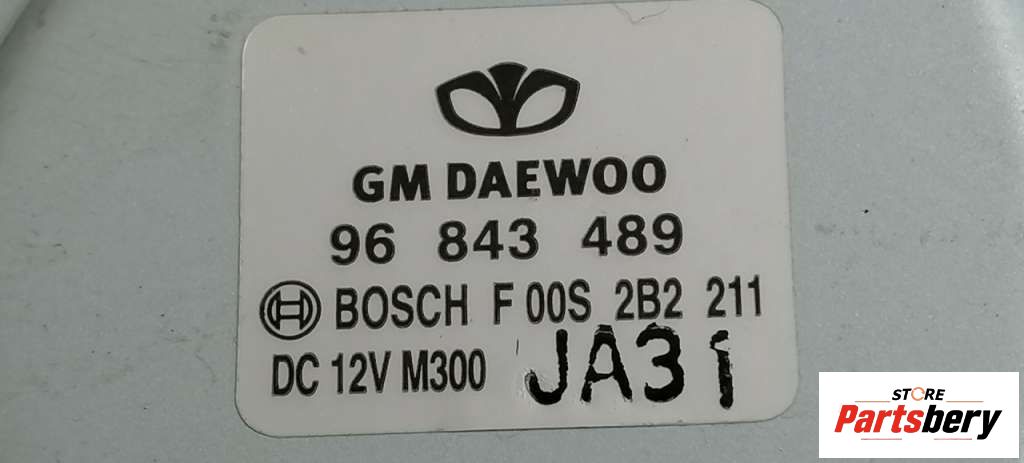 GM DAEWOO
96 843 489
BOSCH F 00S 2B2 211
DC 12V M300 JA31
STORE
Partsbery